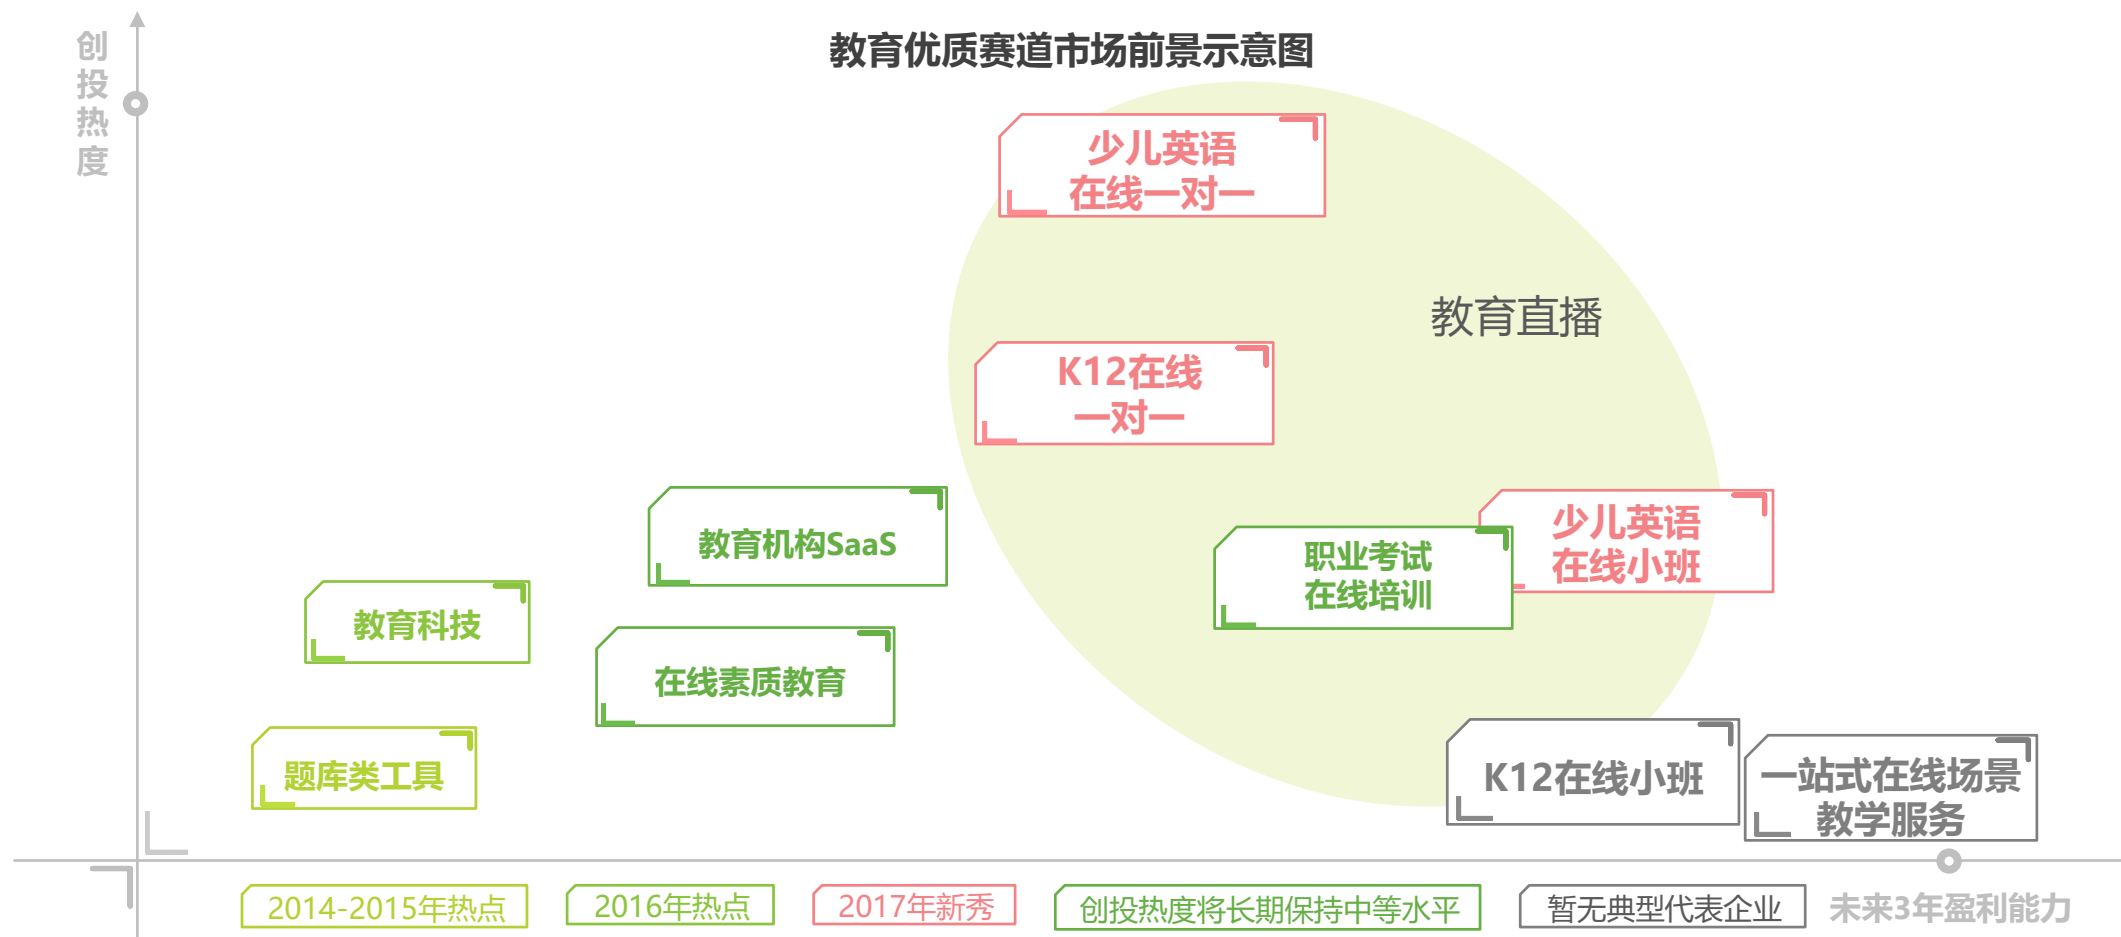 教育优质赛道市场前景示意图
创投热度
少儿英语
在线一对一
教育直播
K12在线
一对一
教育机构SaaS
少儿英语
在线小班
职业考试
在线培训
教育科技
在线素质教育
题库类工具
K12在线小班
一站式在线场景
教学服务
2014-2015年热点
2016年热点
2017年新秀
创投热度将长期保持中等水平
暂无典型代表企业
未来3年盈利能力